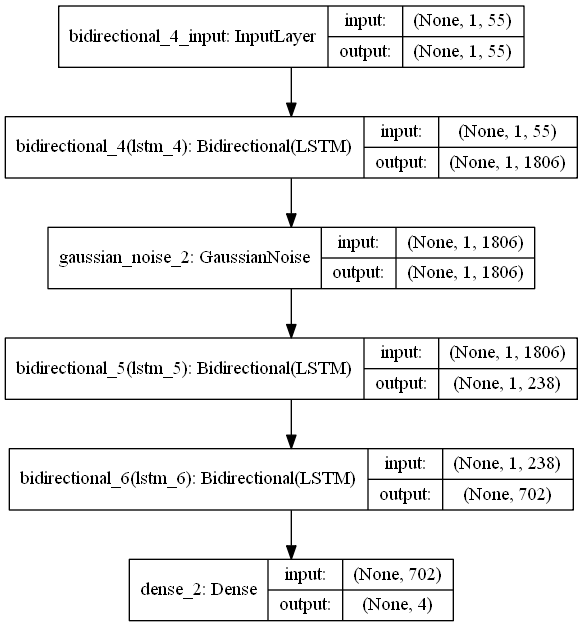 bidirectional_4_input: InputLayer
input: (None, 1, 55)
output: (None, 1, 55)
bidirectional_4(lstm_4): Bidirectional(LSTM)
input: (None, 1, 55)
output: (None, 1, 1806)
gaussian_noise_2: GaussianNoise
input: (None, 1, 1806)
output: (None, 1, 1806)
bidirectional_5(lstm_5): Bidirectional(LSTM)
input: (None, 1, 1806)
output: (None, 1, 238)
bidirectional_6(lstm_6): Bidirectional(LSTM)
input: (None, 1, 238)
output: (None, 702)
dense_2: Dense
input: (None, 702)
output: (None, 4)